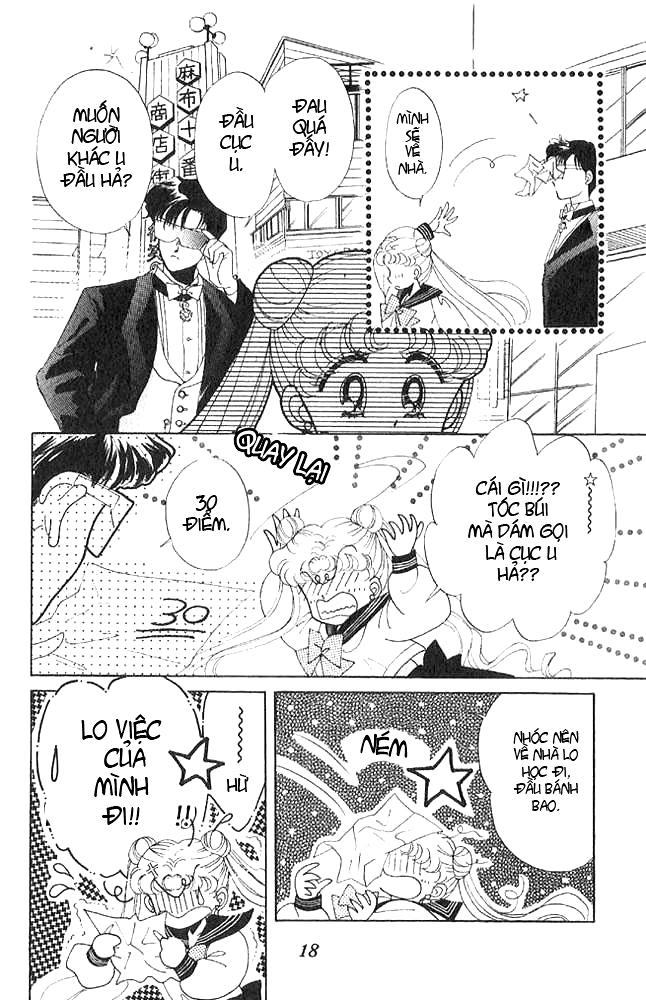 MÌNH
SẼ
VỀ
NHÀ.
ĐAU
QUÁ
ĐẤY!
ĐẦU
CỤC
U.
MUỐN
NGƯỜI
KHÁC U
ĐẦU HẢ?
麻布十番
商店街
QUAY LẠI
CÁI GÌ!!!??
TÓC BÚI
MÀ DÁM GỌI
LÀ CỤC U
HẢ??
30
ĐIỂM.
30
NHÓC NÊN
VỀ NHÀ LO
HỌC ĐI,
ĐẦU BÁNH
BAO.
NÉM
LO VIỆC
CỦA
MÌNH
ĐI!!
HỪ
!!
18